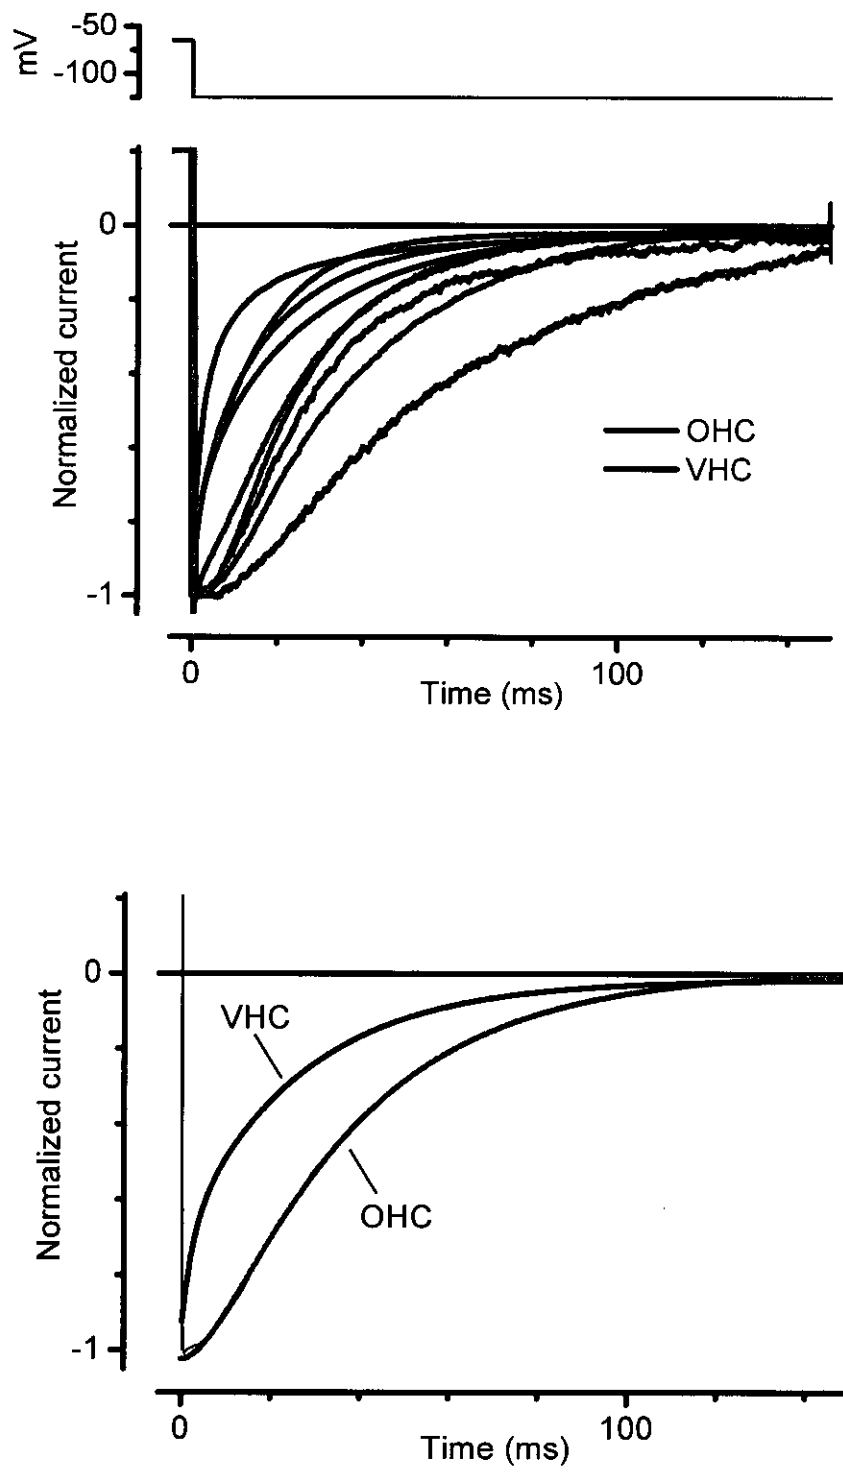 mV
-50
-100
Normalized current
0
-1
OHC
VHC
0
100
Time (ms)
Normalized current
0
-1
VHC
OHC
0
100
Time (ms)